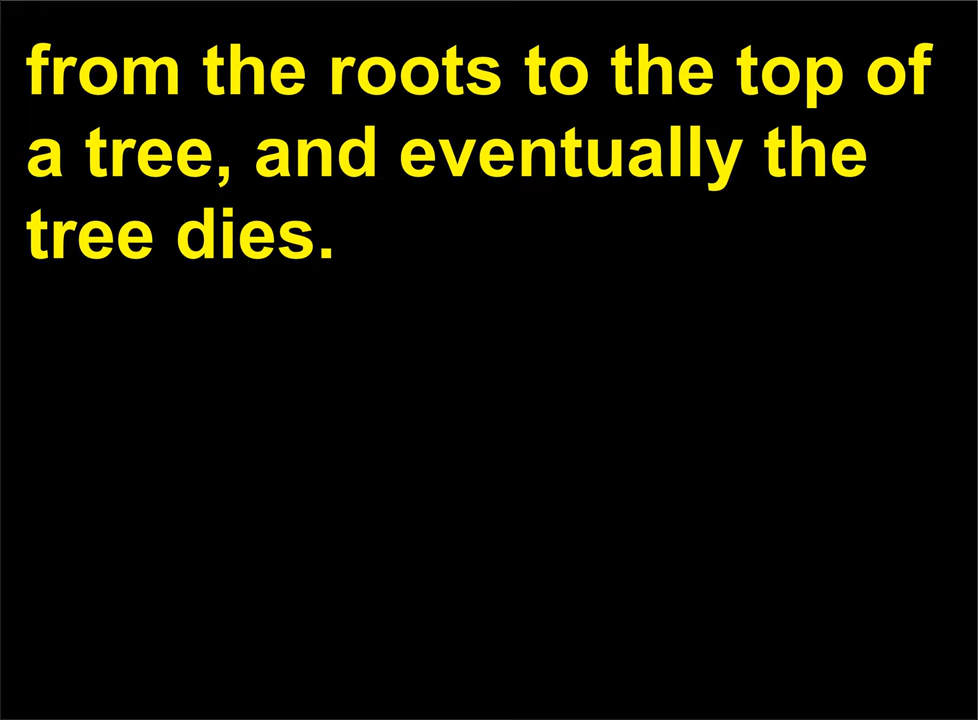 from the roots to the top of
a tree, and eventually the
tree dies.